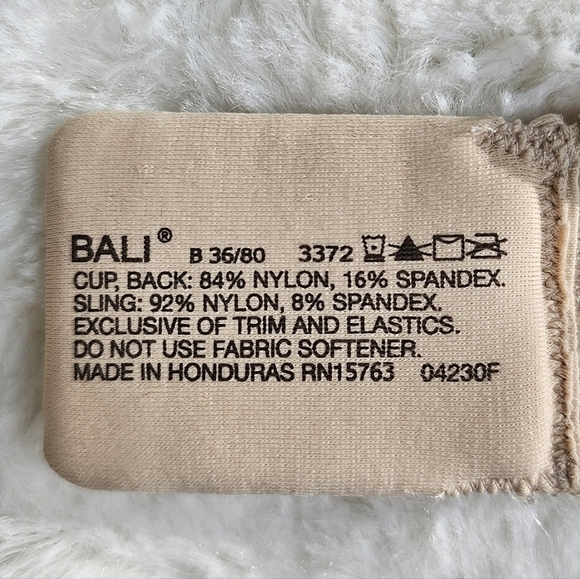 BALI® B 36/80 3372
CUP, BACK: 84% NYLON, 16% SPANDEX.
SLING: 92% NYLON, 8% SPANDEX,
EXCLUSIVE OF TRIM AND ELASTICS.
DO NOT USE FABRIC SOFTENER.
MADE IN HONDURAS RN15763 04230F